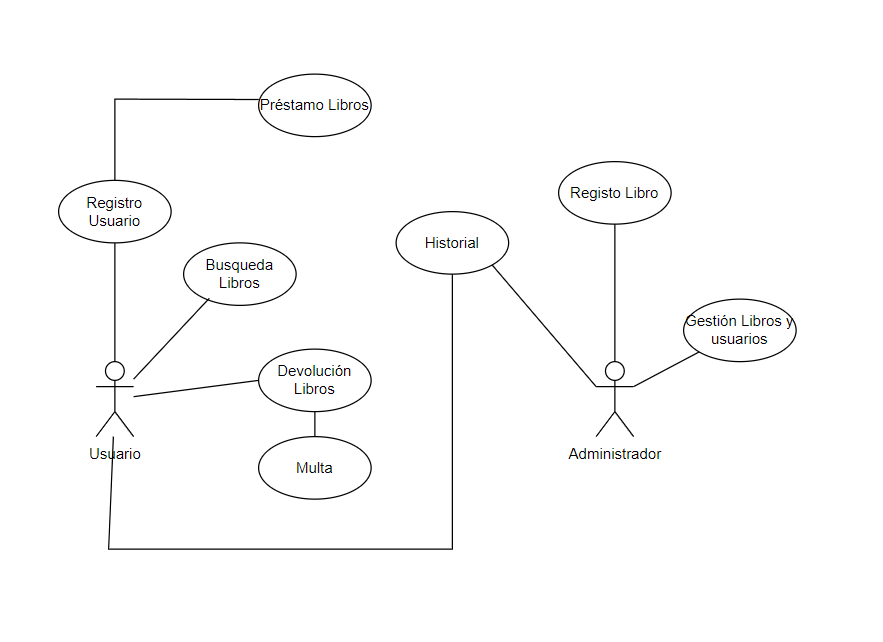 Préstamo Libros
Registo Libro
Registro
Usuario
Historial
Busqueda
Libros
Gestión Libros y
usuarios
Devolución
Libros
Usuario
Administrador
Multa